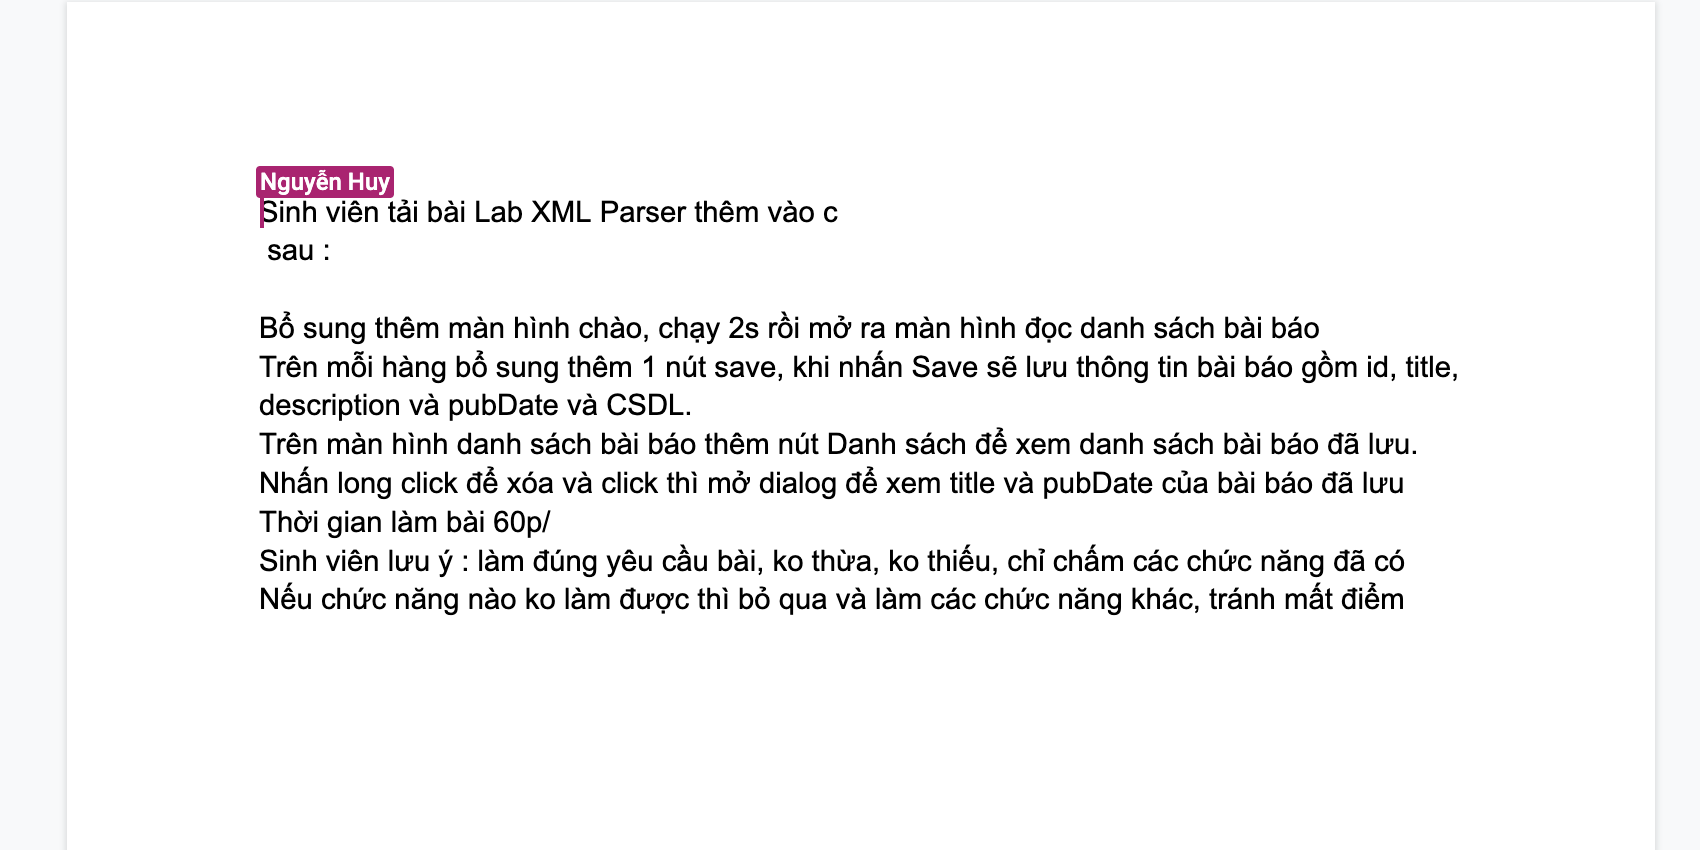 Nguyễn Huy
Sinh viên tải bài Lab XML Parser thêm vào c
sau :
Bổ sung thêm màn hình chào, chạy 2s rồi mở ra màn hình đọc danh sách bài báo
Trên mỗi hàng bổ sung thêm 1 nút save, khi nhấn Save sẽ lưu thông tin bài báo gồm id, title,
description và pubDate và CSDL.
Trên màn hình danh sách bài báo thêm nút Danh sách để xem danh sách bài báo đã lưu.
Nhấn long click để xóa và click thì mở dialog để xem title và pubDate của bài báo đã lưu
Thời gian làm bài 60p/
Sinh viên lưu ý : làm đúng yêu cầu bài, ko thừa, ko thiếu, chỉ chấm các chức năng đã có
Nếu chức năng nào ko làm được thì bỏ qua và làm các chức năng khác, tránh mất điểm